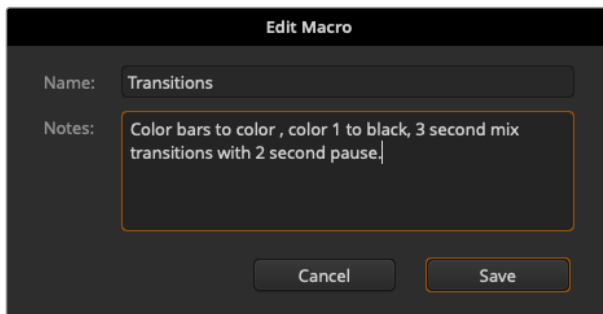 Edit Macro
Name: Transitions
Notes: Color bars to color , color 1 to black, 3 second mix
transitions with 2 second pause.
Cancel Save